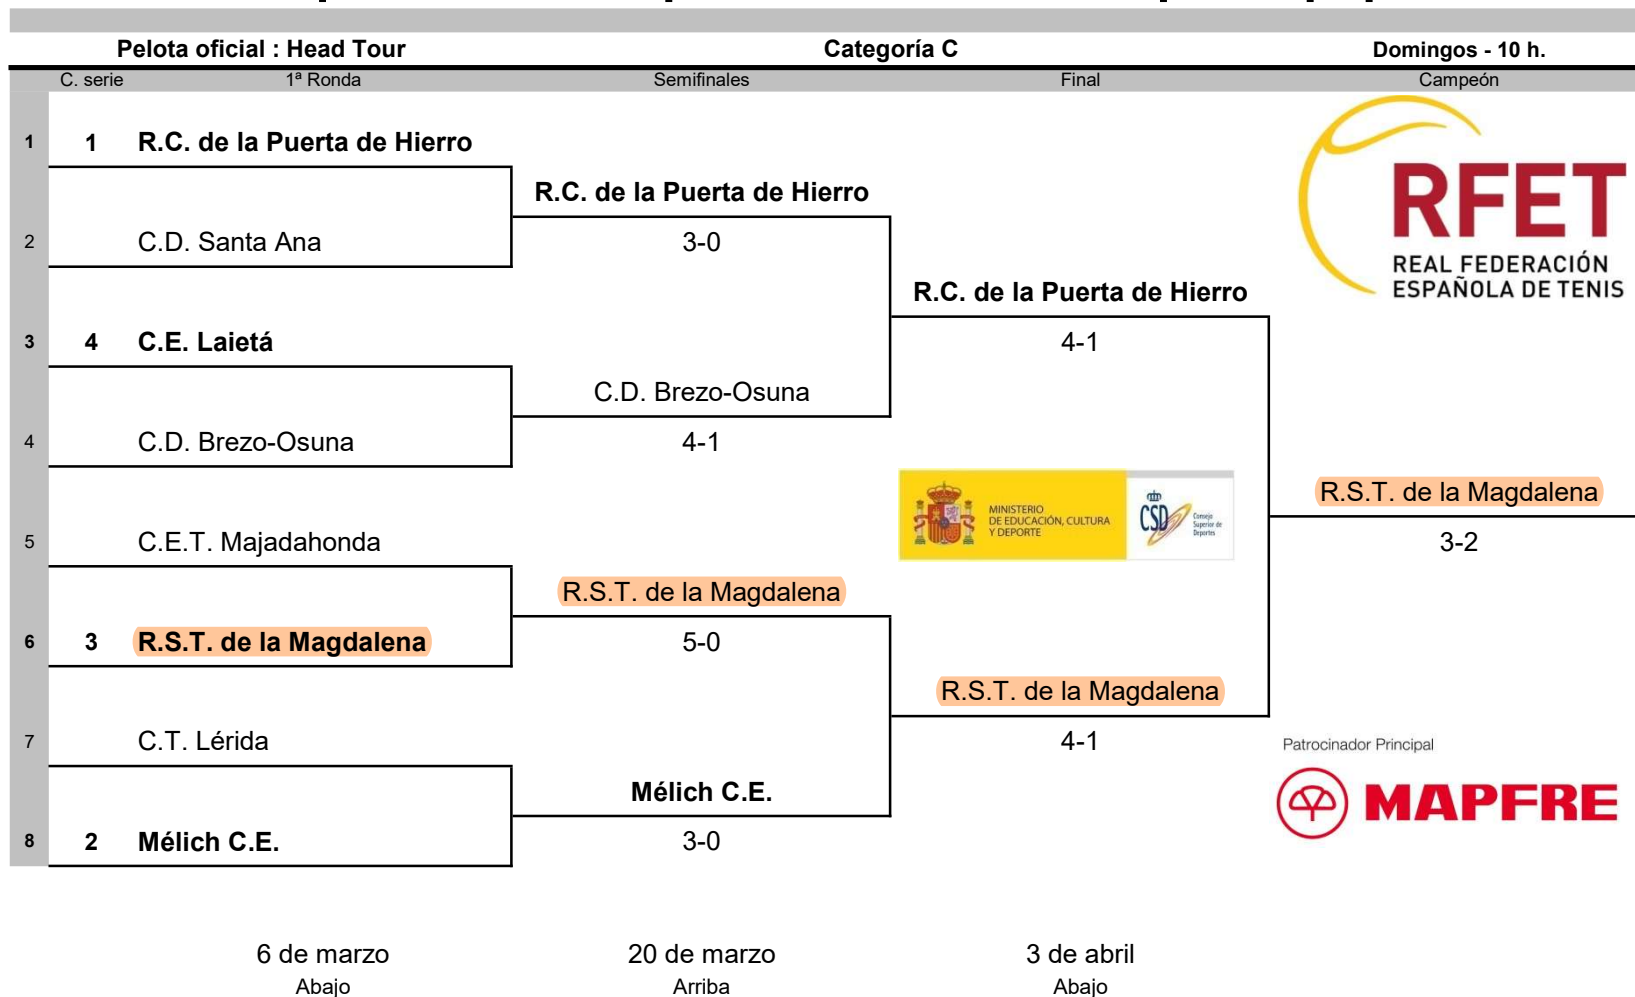 Pelota oficial : Head Tour Categoría C Domingos - 10 h.
C. serie 1ª Ronda Semifinales Final Campeón
1 1 R.C. de la Puerta de Hierro
R.C. de la Puerta de Hierro
2 C.D. Santa Ana 3-0
R.C. de la Puerta de Hierro
3 4 C.E. Laietá 4-1
C.D. Brezo-Osuna
4 C.D. Brezo-Osuna 4-1
R.S.T. de la Magdalena
5 C.E.T. Majadahonda 3-2
R.S.T. de la Magdalena
6 3 R.S.T. de la Magdalena 5-0
R.S.T. de la Magdalena
7 C.T. Lérida 4-1
Mélich C.E.
8 2 Mélich C.E. 3-0
6 de marzo 20 de marzo 3 de abril
Abajo Arriba Abajo
RFET
REAL FEDERACIÓN
ESPAÑOLA DE TENIS
MINISTERIO
DE EDUCACIÓN, CULTURA
Y DEPORTE
CSD
Consejo
Superior de
Deportes
Patrocinador Principal
MAPFRE